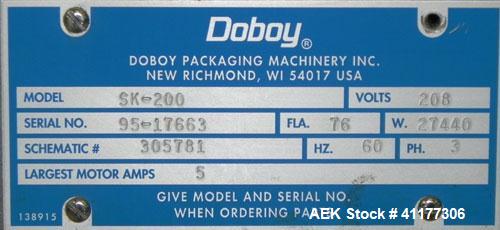 Doboy®
DOBOY PACKAGING MACHINERY INC.
NEW RICHMOND, WI 54017 USA
MODEL SK-200 VOLTS 208
SERIAL NO. 95-17663 FLA. 76 W. 27440
SCHEMATIC # 305781 HZ. 60 PH. 3
LARGEST MOTOR AMPS 5
GIVE MODEL AND SERIAL NO.
138915 WHEN ORDERING
AEK Stock # 41177306